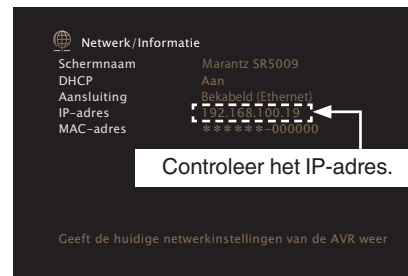 Netwerk/Informatie
Schermnaam Marantz SR5009
DHCP Aan
Aansluiting Bekabeld (Ethernet)
IP-adres 192.168.100.19
MAC-adres ******-000000
Controleer het IP-adres.
Geeft de huidige netwerkinstellingen van de AVR weer